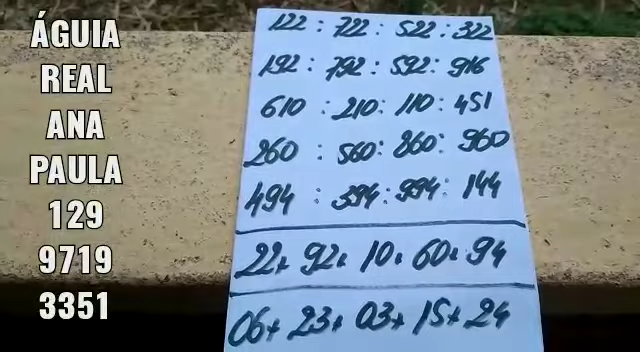 ÁGUIA
REAL
ANA
PAULA
129
9719
3351
122 : 722 : 522 : 322
192 : 792 : 592 : 916
610 : 210 : 110 : 451
260 : 560 : 860 : 960
494 : 394 : 994 : 144
22, 92, 10, 60, 94
06+ 23+ 03+ 15+ 24